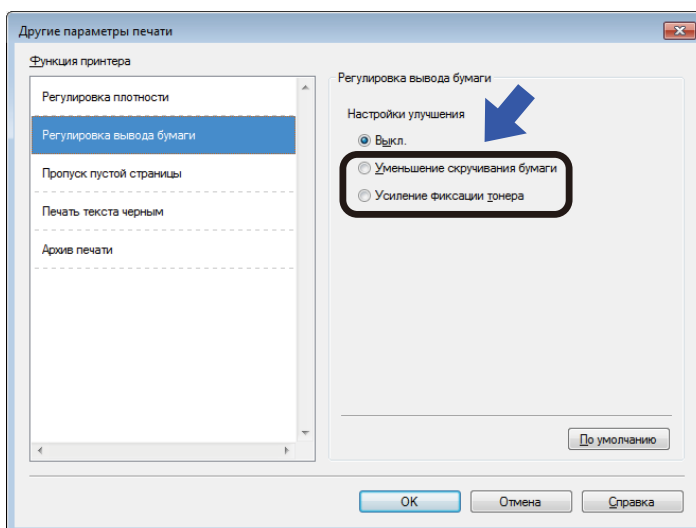 Другие параметры печати
Функция принтера
Регулировка плотности
Регулировка вывода бумаги
Пропуск пустой страницы
Печать текста черным
Архив печати
Регулировка вывода бумаги
Настройки улучшения
Выкл.
Уменьшение скручивания бумаги
Усиление фиксации тонера
По умолчанию
OK
Отмена
Справка